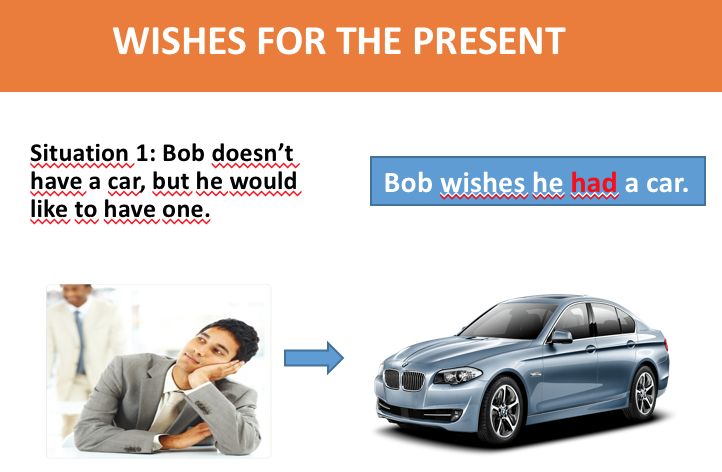 WISHES FOR THE PRESENT
Situation 1: Bob doesn't
have a car, but he would
like to have one.
Bob wishes he had a car.